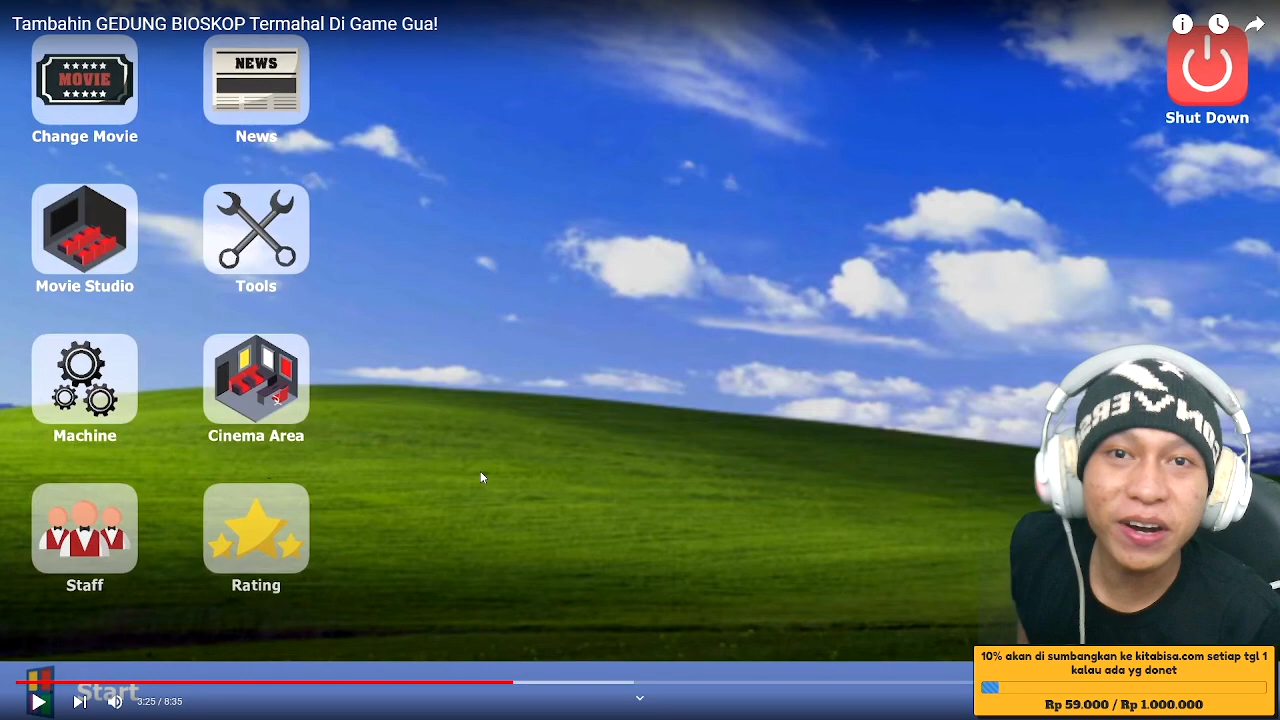 Tambahin GEDUNG BIOSKOP Termahal Di Game Gua!
MOVIE
NEWS
Change Movie
News
Shut Down
Movie Studio
Tools
Machine
Cinema Area
Staff
Rating
Start
3:25 / 8:35
10% akan di sumbangkan ke kitabisa.com setiap tgl 1
kalau ada yg donet
Rp 59.000 / Rp 1.000.000